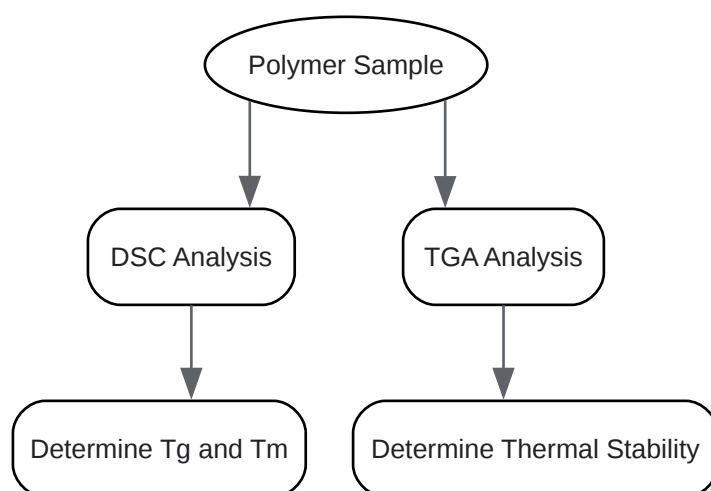 Polymer Sample
DSC Analysis
TGA Analysis
Determine Tg and Tm
Determine Thermal Stability